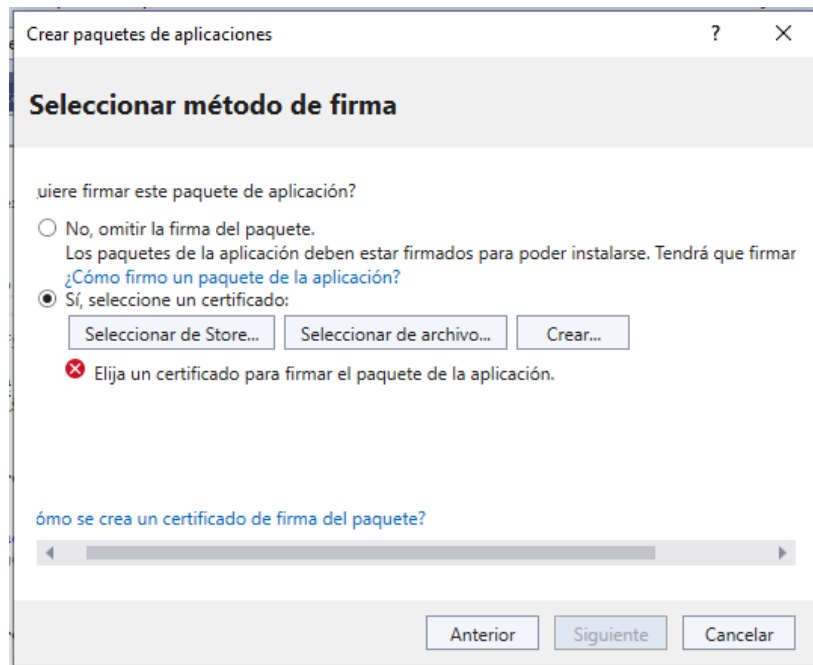 Crear paquetes de aplicaciones
?
Seleccionar método de firma
uiere firmar este paquete de aplicación?
No, omitir la firma del paquete.
Los paquetes de la aplicación deben estar firmados para poder instalarse. Tendrá que firmar
¿Cómo firmo un paquete de la aplicación?
Sí, seleccione un certificado:
Seleccionar de Store... Seleccionar de archivo... Crear...
Elija un certificado para firmar el paquete de la aplicación.
ómo se crea un certificado de firma del paquete?
Anterior Siguiente Cancelar